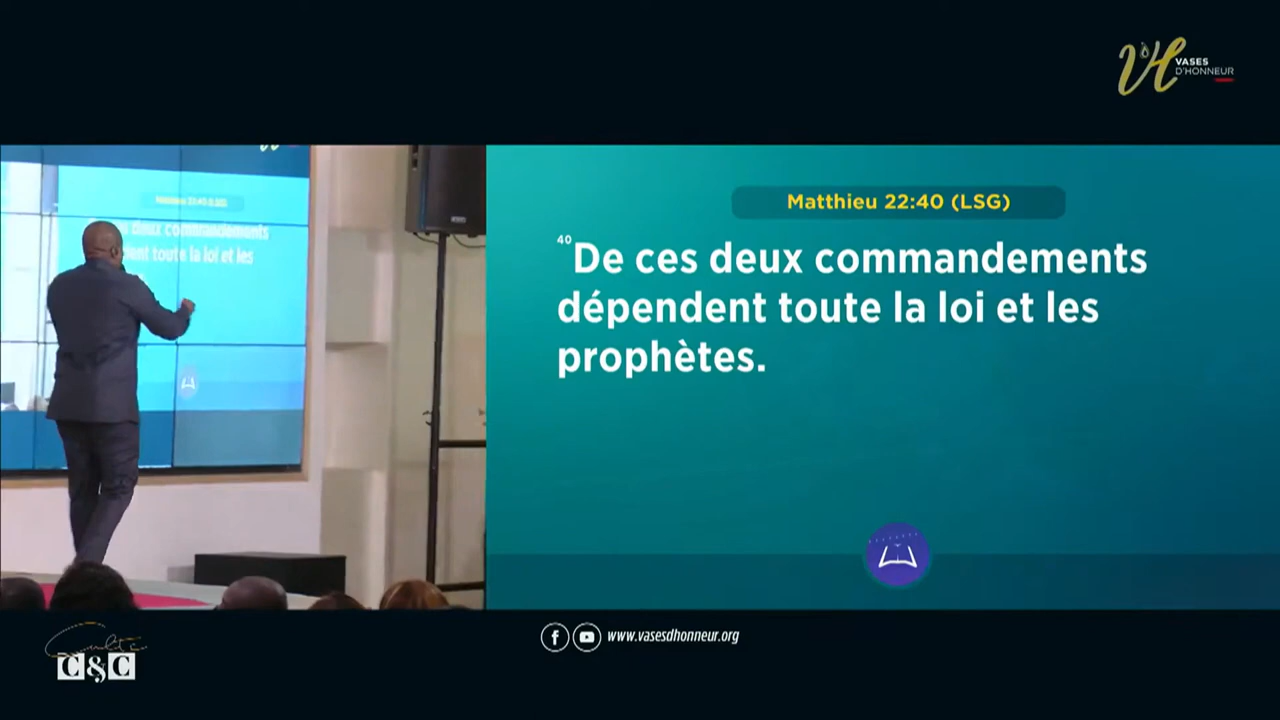 VASES
D'HONNEUR
Matthieu 22:40 (LSG)
40 De ces deux commandements
dépendent toute la loi et les
prophètes.
deux commandements
toute la loi et les
Culte
C&C
www.vasesdhonneur.org